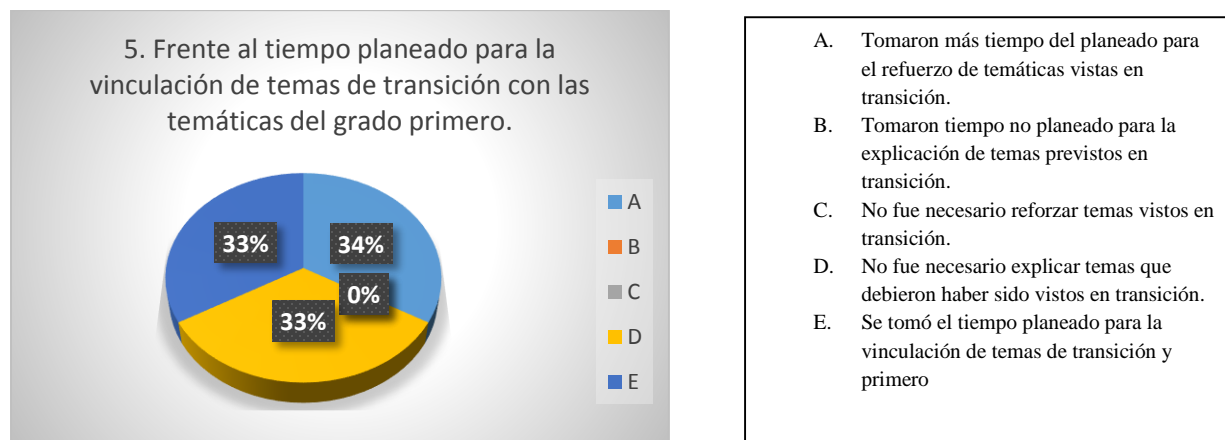 5. Frente al tiempo planeado para la
vinculación de temas de transición con las
temáticas del grado primero.
33%
34%
0%
33%
A
B
C
D
E
A. Tomaron más tiempo del planeado para
el refuerzo de temáticas vistas en
transición.
B. Tomaron tiempo no planeado para la
explicación de temas previstos en
transición.
C. No fue necesario reforzar temas vistos en
transición.
D. No fue necesario explicar temas que
debieron haber sido vistos en transición.
E. Se tomó el tiempo planeado para la
vinculación de temas de transición y
primero